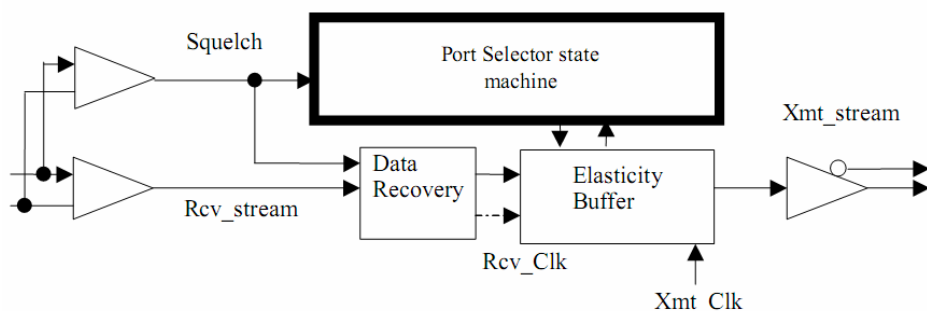 Squelch
Port Selector state
machine
Xmt_stream
Data
Recovery
Elasticity
Buffer
Rcv_stream
Rcv_Clk
Xmt_Clk